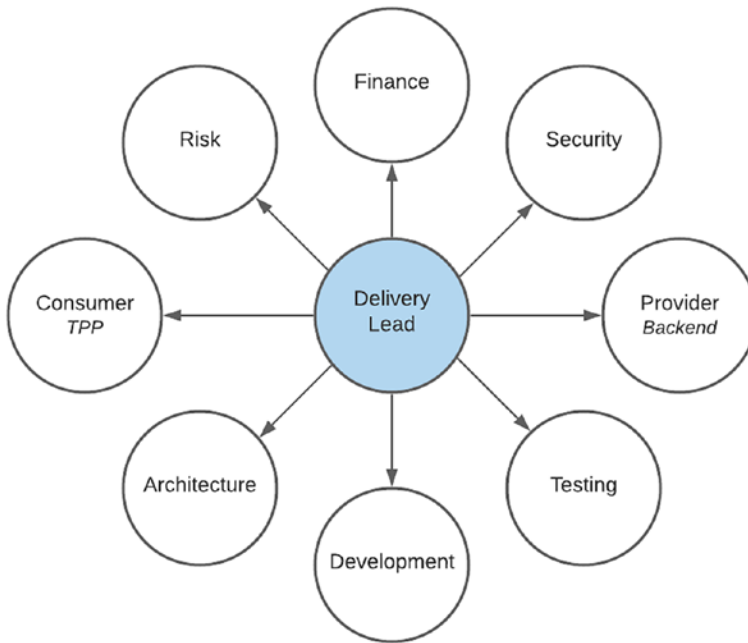 Finance
Risk
Security
Consumer
TPP
Delivery
Lead
Provider
Backend
Architecture
Testing
Development